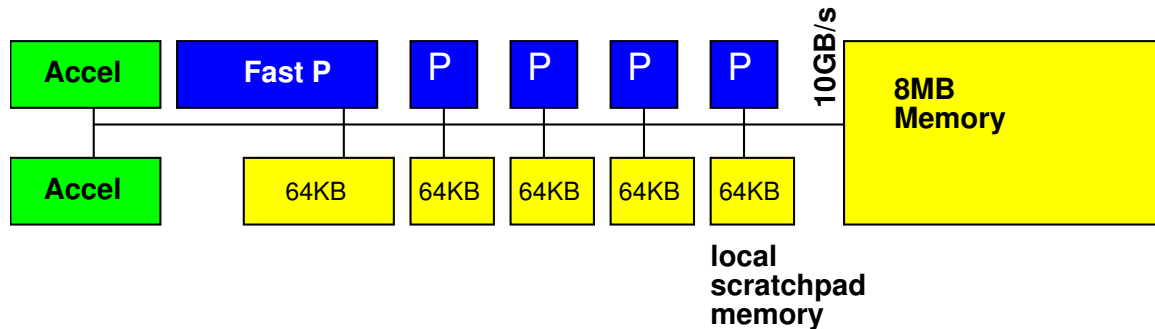 Accel
Fast P
P
P
P
P
10GB/s
8MB
Memory
Accel
64KB
64KB
64KB
64KB
64KB
local
scratchpad
memory